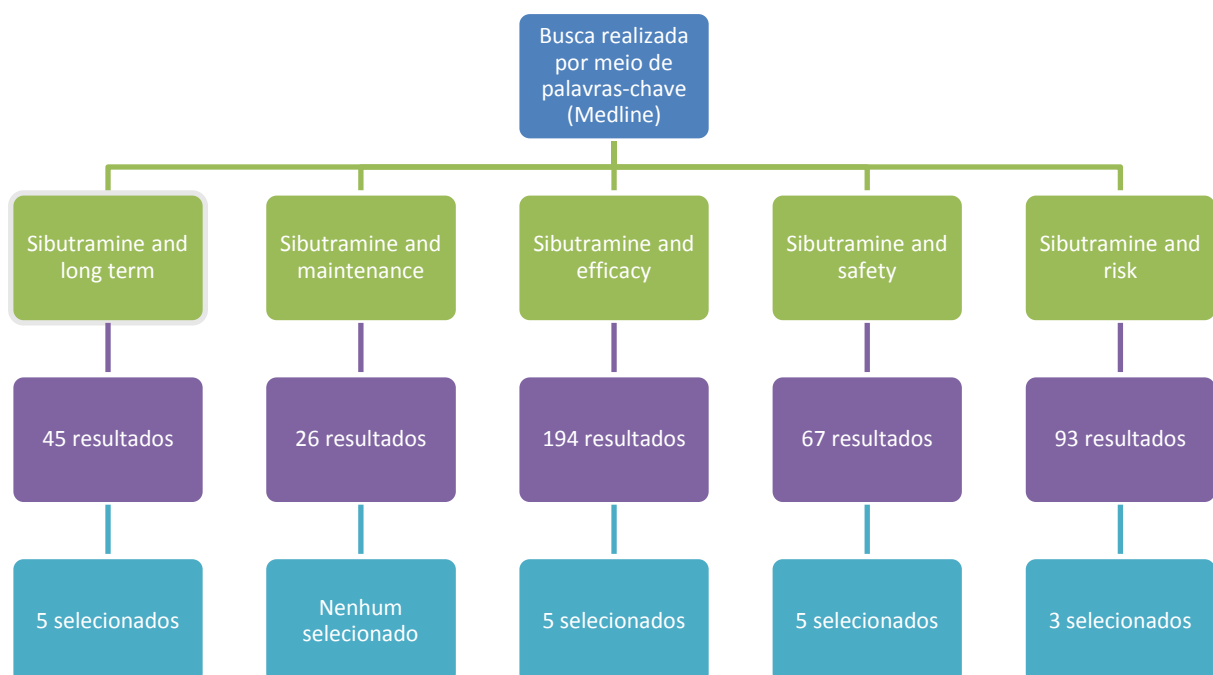 Busca realizada
por meio de
palavras-chave
(Medline)
Sibutramine and
long term
Sibutramine and
maintenance
Sibutramine and
efficacy
Sibutramine and
safety
Sibutramine and
risk
45 resultados
26 resultados
194 resultados
67 resultados
93 resultados
5 selecionados
Nenhum
selecionado
5 selecionados
5 selecionados
3 selecionados